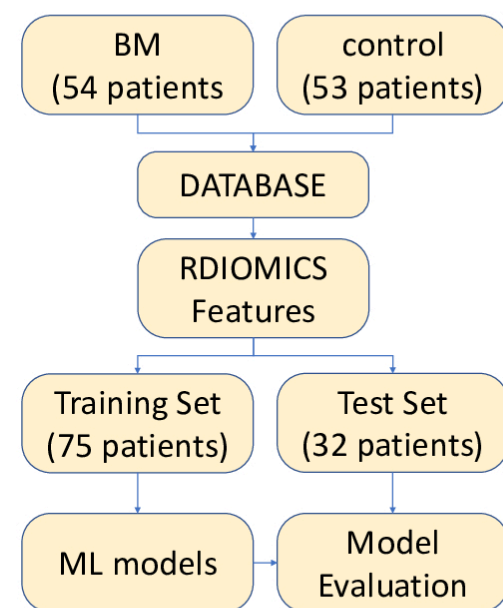 BM
(54 patients
control
(53 patients)
DATABASE
RDIOMICS
Features
Training Set
(75 patients)
Test Set
(32 patients)
ML models
Model
Evaluation